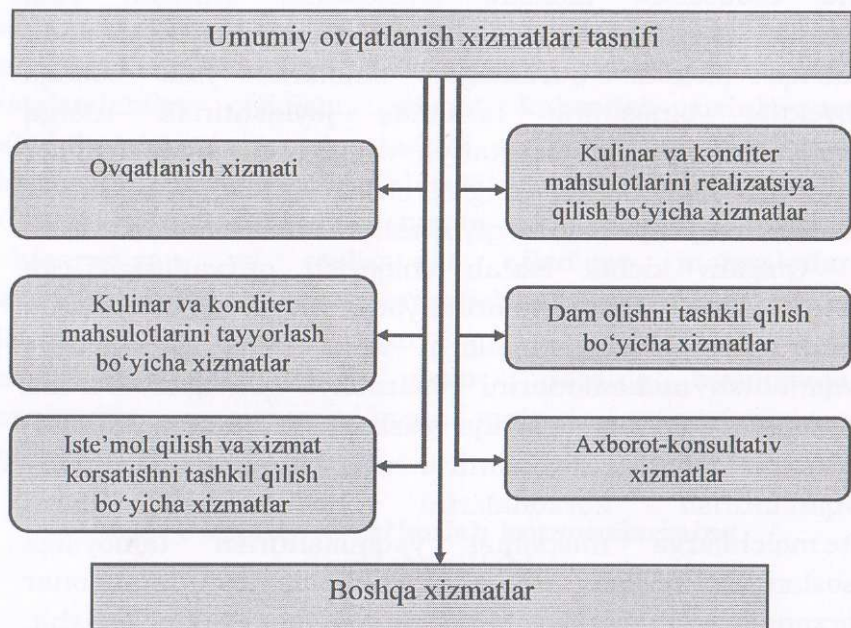 Umumiy ovqatlanish xizmatlari tasnifi
Ovqatlanish xizmati
Kulinar va konditer
mahsulotlarini realizatsiya
qilish bo‘yicha xizmatlar
Kulinar va konditer
mahsulotlarini tayyorlash
bo‘yicha xizmatlar
Dam olishni tashkil qilish
bo‘yicha xizmatlar
Iste’mol qilish va xizmat
korsatishni tashkil qilish
bo‘yicha xizmatlar
Axborot-konsultativ
xizmatlar
Boshqa xizmatlar